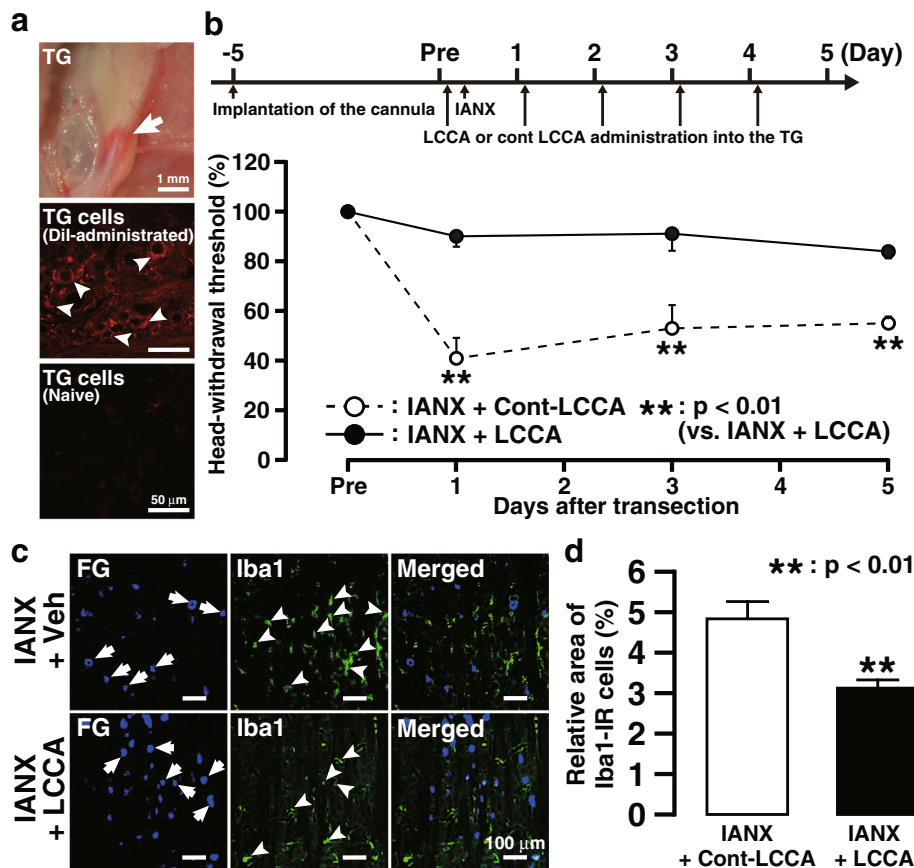 a
TG
1 mm
TG cells
(DiI-administrated)
TG cells
(Naive)
50 μm
b
-5 Pre 1 2 3 4 5 (Day)
Implantation of the cannula IANX
LCCA or cont LCCA administration into the TG
Head-withdrawal threshold (%)
120
100
80
60
40
20
0
** ** **
: IANX + Cont-LCCA
: IANX + LCCA
** : p < 0.01
(vs. IANX + LCCA)
Pre 1 2 3 4 5
Days after transection
c
IANX
+ Veh
FG Iba1 Merged
IANX
+ LCCA
FG Iba1 Merged
100 μm
d
** : p < 0.01
Relative area of
Iba1-IR cells (%)
6
5
4
3
2
1
0
**
IANX
+ Cont-LCCA
IANX
+ LCCA